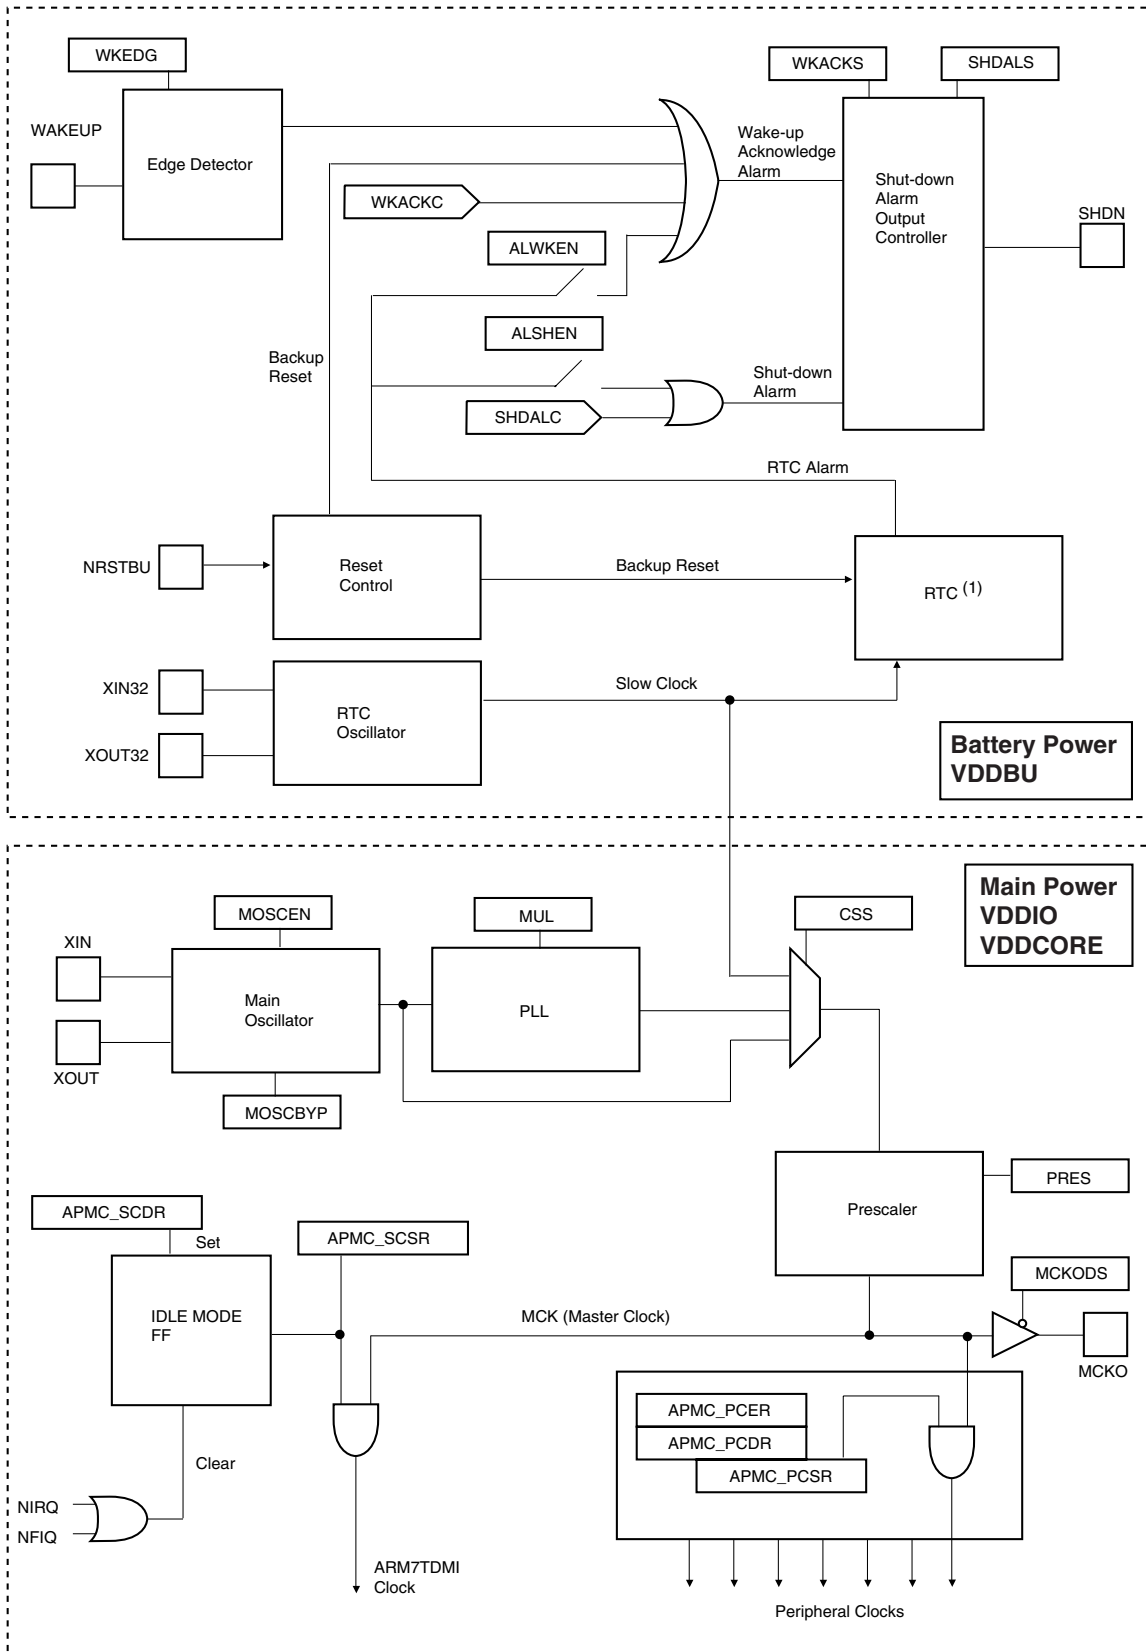 WKEDG
WKACKS
SHDALS
WAKEUP
Edge Detector
Wake-up
Acknowledge
Alarm
Shut-down
Alarm
Output
Controller
WKACKC
SHDN
ALWKEN
ALSHEN
Backup
Reset
Shut-down
Alarm
SHDALC
RTC Alarm
NRSTBU
Reset
Control
Backup Reset
RTC (1)
XIN32
Slow Clock
RTC
Oscillator
XOUT32
Battery Power
VDDBU
Main Power
VDDIO
VDDCORE
MOSCEN
MUL
CSS
XIN
Main
Oscillator
PLL
XOUT
MOSCBYP
PRES
Prescaler
APMC_SCDR
Set
APMC_SCSR
MCKODS
IDLE MODE
FF
MCK (Master Clock)
MCKO
APMC_PCER
APMC_PCDR
APMC_PCSR
Clear
NIRQ
NFIQ
ARM7TDMI
Clock
Peripheral Clocks